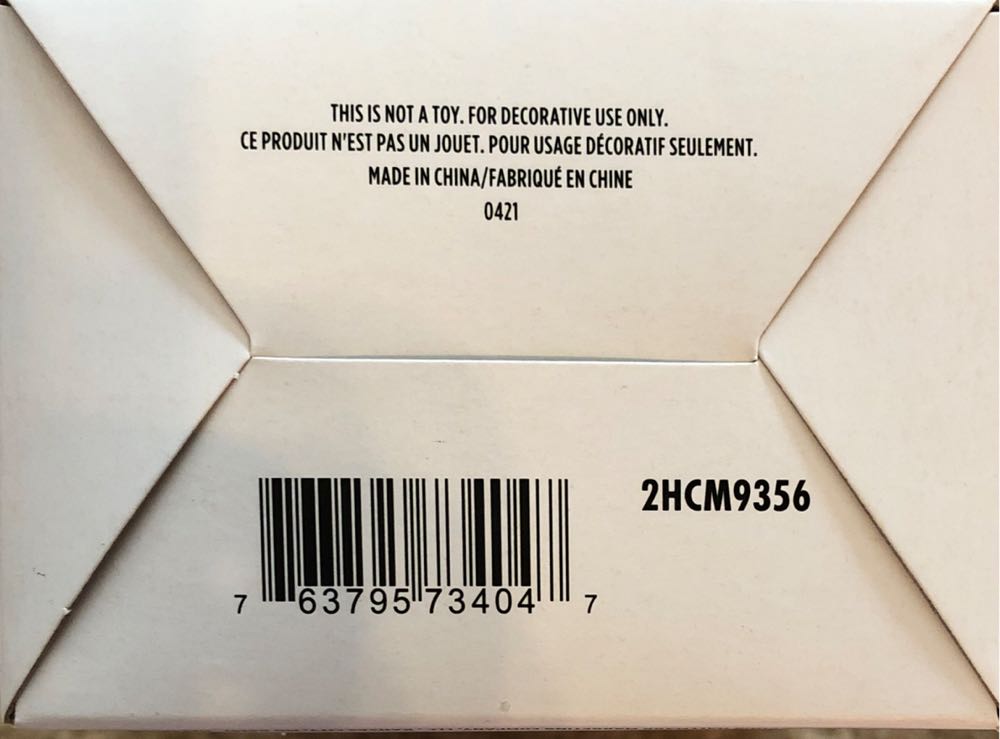 THIS IS NOT A TOY. FOR DECORATIVE USE ONLY.
CE PRODUIT N'EST PAS UN JOUET. POUR USAGE DÉCORATIF SEULEMENT.
MADE IN CHINA/FABRIQUÉ EN CHINE
0421
2HCM9356
7 63795 73404 7